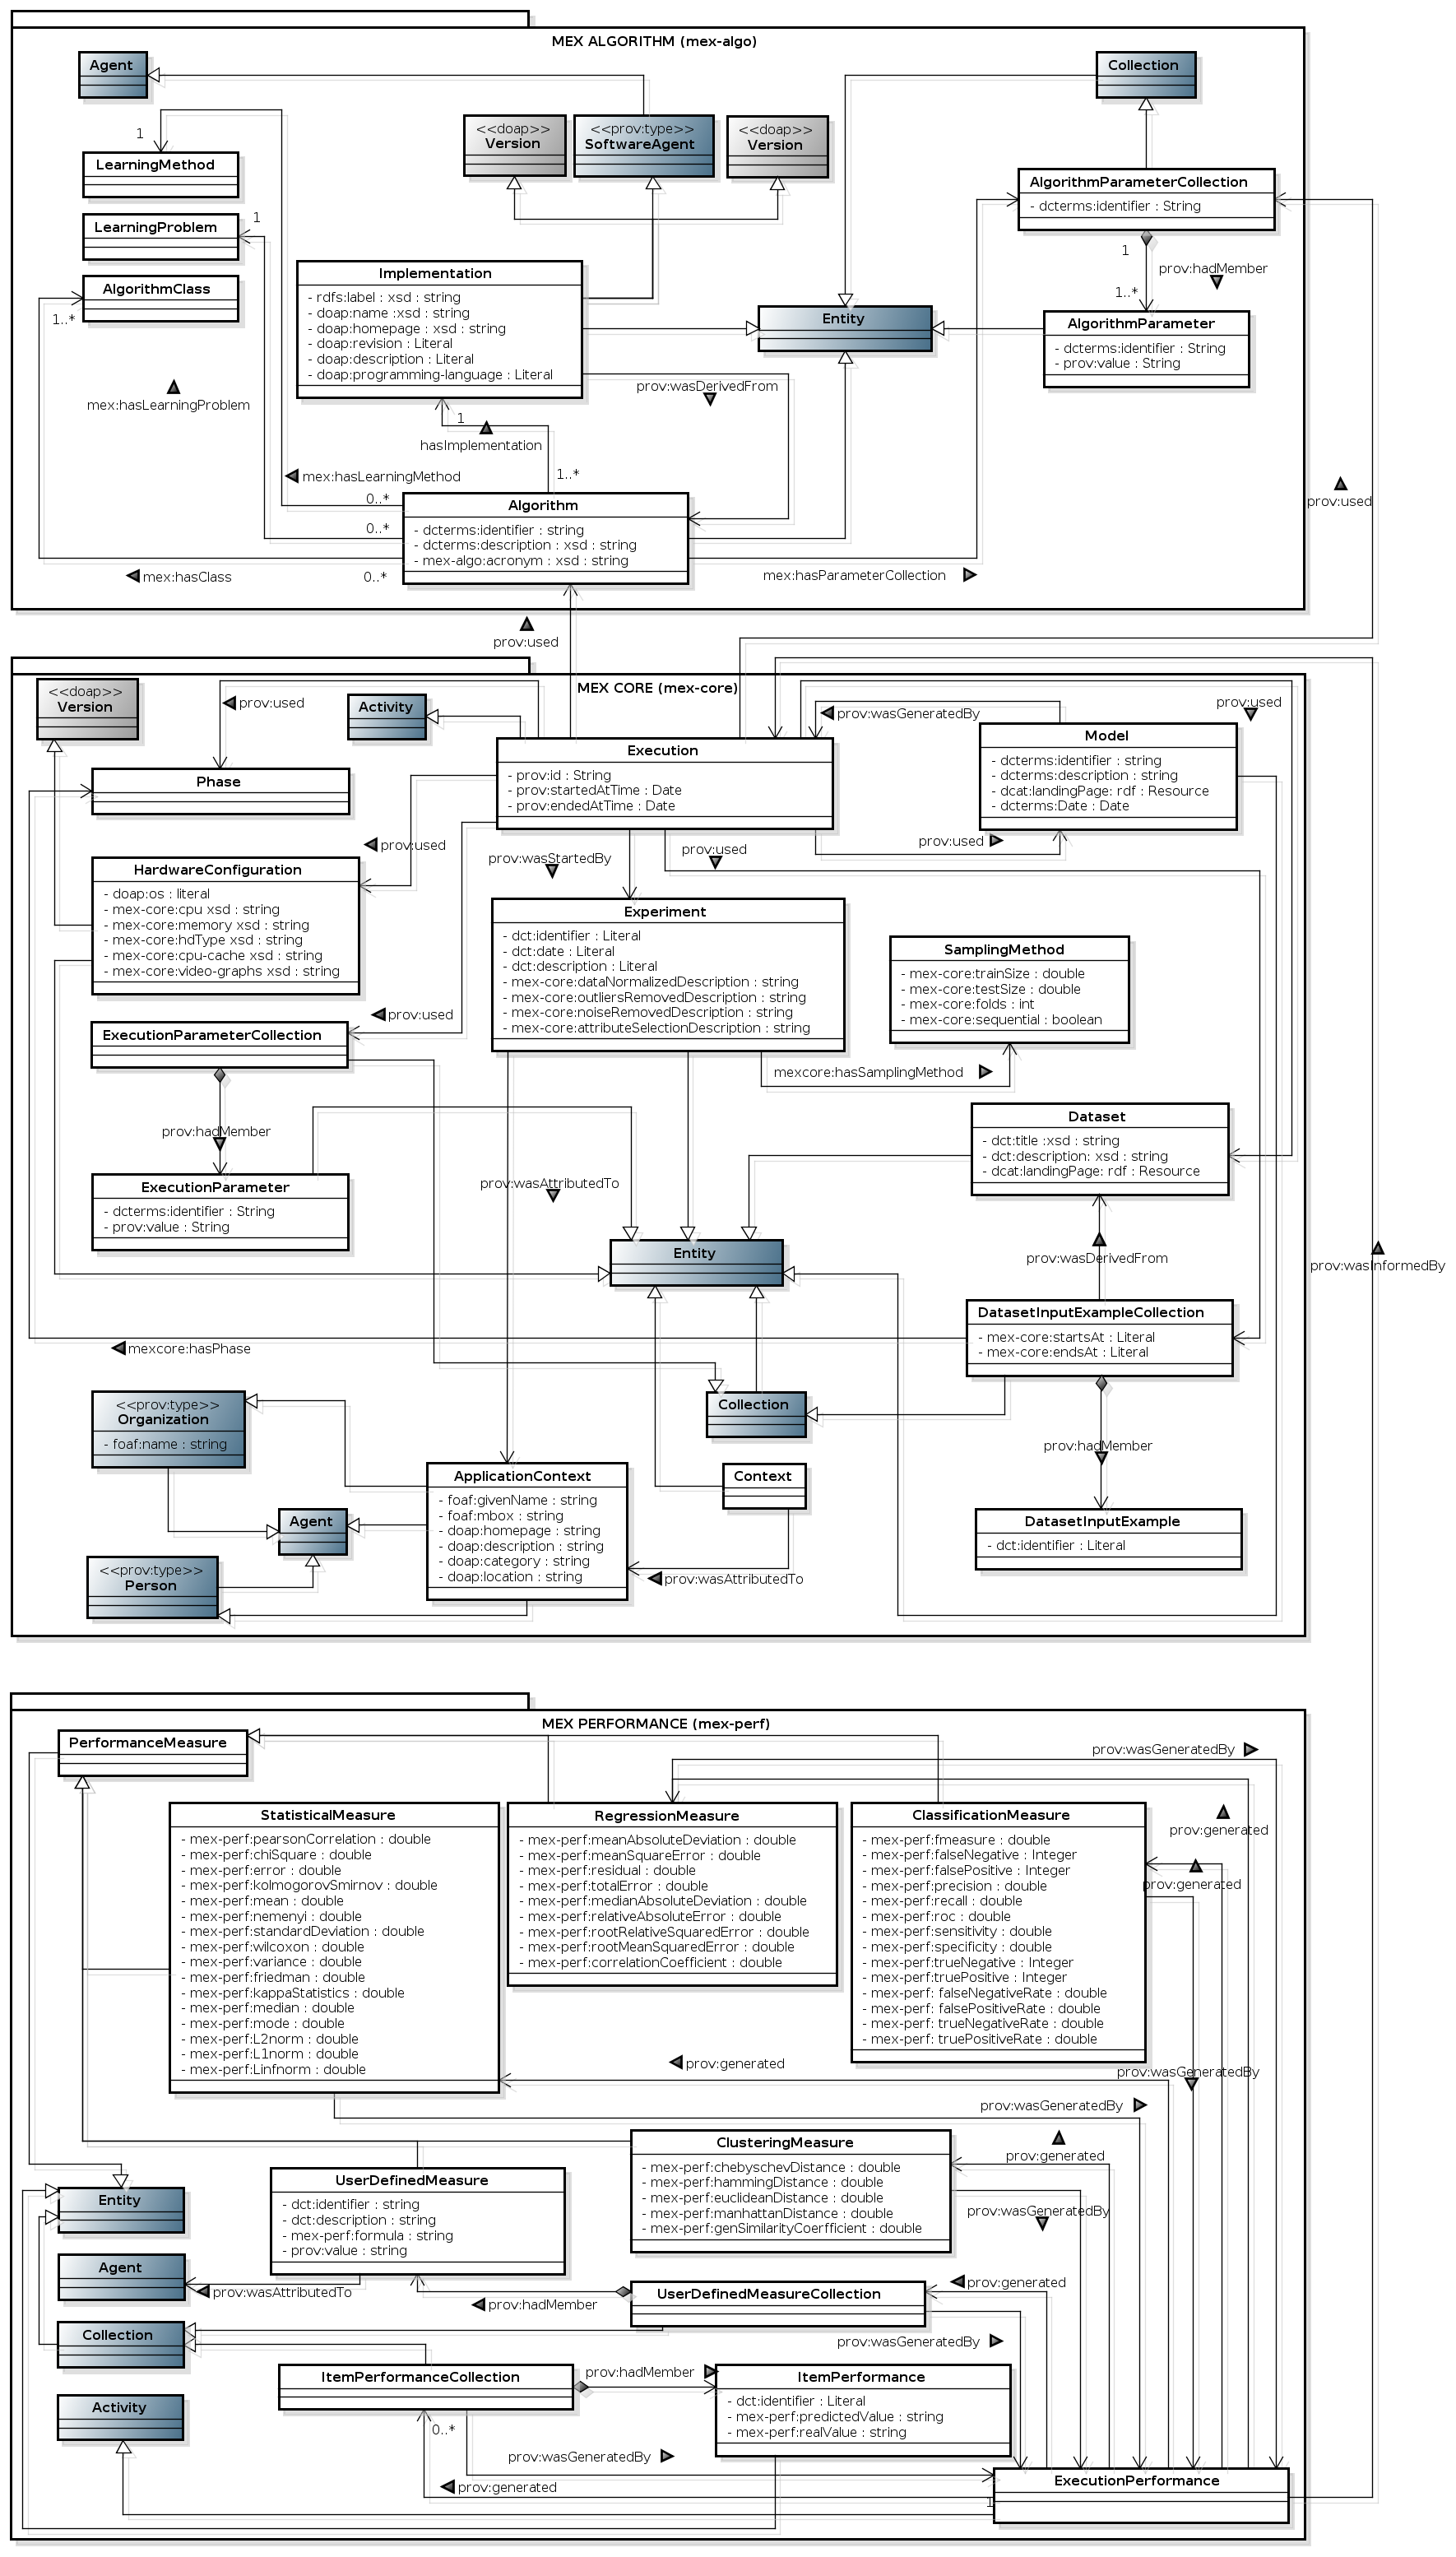 MEX ALGORITHM (mex-algo)
Agent
Collection
<<doap>>
Version
<<prov:type>>
SoftwareAgent
<<doap>>
Version
1
LearningMethod
AlgorithmParameterCollection
- dcterms:identifier : String
LearningProblem
1
1
prov:hadMember
1..*
AlgorithmClass
1..*
Implementation
- rdfs:label : xsd : string
- doap:name :xsd : string
- doap:homepage : xsd : string
- doap:revision : Literal
- doap:description : Literal
- doap:programming-language : Literal
Entity
AlgorithmParameter
- dcterms:identifier : String
- prov:value : String
prov:wasDerivedFrom
mex:hasLearningProblem
1
hasImplementation
mex:hasLearningMethod
1..*
0..*
prov:used
Algorithm
- dcterms:identifier : string
- dcterms:description : xsd : string
- mex-algo:acronym : xsd : string
0..*
mex:hasClass
0..*
mex:hasParameterCollection
prov:used
MEX CORE (mex-core)
<<doap>>
Version
prov:used
Activity
prov:wasGeneratedBy
prov:used
Execution
- prov:id : String
- prov:startedAtTime : Date
- prov:endedAtTime : Date
Model
- dcterms:identifier : string
- dcterms:description : string
- dcat:landingPage: rdf : Resource
- dcterms:Date : Date
Phase
prov:used
prov:wasStartedBy
prov:used
prov:used
HardwareConfiguration
- doap:os : literal
- mex-core:cpu xsd : string
- mex-core:memory xsd : string
- mex-core:hdType xsd : string
- mex-core:cpu-cache xsd : string
- mex-core:video-graphs xsd : string
Experiment
- dct:identifier : Literal
- dct:date : Literal
- dct:description : Literal
- mex-core:dataNormalizedDescription : string
- mex-core:outliersRemovedDescription : string
- mex-core:noiseRemovedDescription : string
- mex-core:attributeSelectionDescription : string
SamplingMethod
- mex-core:trainSize : double
- mex-core:testSize : double
- mex-core:folds : int
- mex-core:sequential : boolean
prov:used
ExecutionParameterCollection
mexcore:hasSamplingMethod
prov:hadMember
Dataset
- dct:title :xsd : string
- dct:description: xsd : string
- dcat:landingPage: rdf : Resource
ExecutionParameter
- dcterms:identifier : String
- prov:value : String
prov:wasAttributedTo
Entity
prov:wasDerivedFrom
prov:wasInformedBy
DatasetInputExampleCollection
- mex-core:startsAt : Literal
- mex-core:endsAt : Literal
mexcore:hasPhase
<<prov:type>>
Organization
- foaf:name : string
Collection
prov:hadMember
ApplicationContext
- foaf:givenName : string
- foaf:mbox : string
- doap:homepage : string
- doap:description : string
- doap:category : string
- doap:location : string
Context
Agent
DatasetInputExample
- dct:identifier : Literal
<<prov:type>>
Person
prov:wasAttributedTo
MEX PERFORMANCE (mex-perf)
PerformanceMeasure
prov:wasGeneratedBy
StatisticalMeasure
- mex-perf:pearsonCorrelation : double
- mex-perf:chiSquare : double
- mex-perf:error : double
- mex-perf:kolmogorovSmirnov : double
- mex-perf:mean : double
- mex-perf:nemenyi : double
- mex-perf:standardDeviation : double
- mex-perf:wilcoxon : double
- mex-perf:variance : double
- mex-perf:friedman : double
- mex-perf:kappaStatistics : double
- mex-perf:median : double
- mex-perf:mode : double
- mex-perf:L2norm : double
- mex-perf:L1norm : double
- mex-perf:Linfnorm : double
RegressionMeasure
- mex-perf:meanAbsoluteDeviation : double
- mex-perf:meanSquareError : double
- mex-perf:residual : double
- mex-perf:totalError : double
- mex-perf:medianAbsoluteDeviation : double
- mex-perf:relativeAbsoluteError : double
- mex-perf:rootRelativeSquaredError : double
- mex-perf:rootMeanSquaredError : double
- mex-perf:correlationCoefficient : double
ClassificationMeasure
- mex-perf:fmeasure : double
- mex-perf:falseNegative : Integer
- mex-perf:falsePositive : Integer
- mex-perf:precision : double
- mex-perf:recall : double
- mex-perf:roc : double
- mex-perf:sensitivity : double
- mex-perf:specificity : double
- mex-perf:trueNegative : Integer
- mex-perf:truePositive : Integer
- mex-perf: falseNegativeRate : double
- mex-perf: falsePositiveRate : double
- mex-perf: trueNegativeRate : double
- mex-perf: truePositiveRate : double
prov:generated
prov:generated
prov:generated
prov:wasGeneratedBy
prov:wasGeneratedBy
ClusteringMeasure
- mex-perf:chebyschevDistance : double
- mex-perf:hammingDistance : double
- mex-perf:euclideanDistance : double
- mex-perf:manhattanDistance : double
- mex-perf:genSimilarityCoerfficient : double
prov:generated
prov:wasGeneratedBy
UserDefinedMeasure
- dct:identifier : string
- dct:description : string
- mex-perf:formula : string
- prov:value : string
Entity
Agent
prov:wasAttributedTo
prov:hadMember
UserDefinedMeasureCollection
prov:generated
Collection
prov:wasGeneratedBy
ItemPerformanceCollection
prov:hadMember
ItemPerformance
- dct:identifier : Literal
- mex-perf:predictedValue : string
- mex-perf:realValue : string
Activity
0..*
prov:wasGeneratedBy
prov:generated
ExecutionPerformance
1